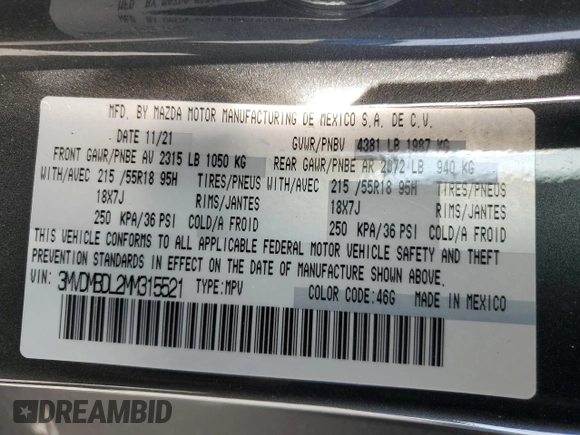 MFD. BY MAZDA MOTOR MANUFACTURING DE MEXICO S.A. DE C.V.
DATE 11/21 GVWR/PNBV 4381 LB 1987 KG
FRONT GAWR/PNBE AV 2315 LB 1050 KG REAR GAWR/PNBE AR 2072 LB 940 KG
WITH/AVEC 215 /55R18 95H TIRES/PNEUS WITH/AVEC 215 /55R18 95H TIRES/PNEUS
18X7J RIMS/JANTES 18X7J RIMS/JANTES
250 KPA/36 PSI COLD/A FROID 250 KPA/36 PSI COLD/A FROID
THIS VEHICLE CONFORMS TO ALL APPLICABLE FEDERAL MOTOR VEHICLE SAFETY AND THEFT
PREVENTION STANDARDS IN EFFECT ON THE DATE OF MANUFACTURE SHOWN ABOVE.
VIN: 3MVDMBDL2MM315521 TYPE:MPV COLOR CODE:46G MADE IN MEXICO
DREAMBID